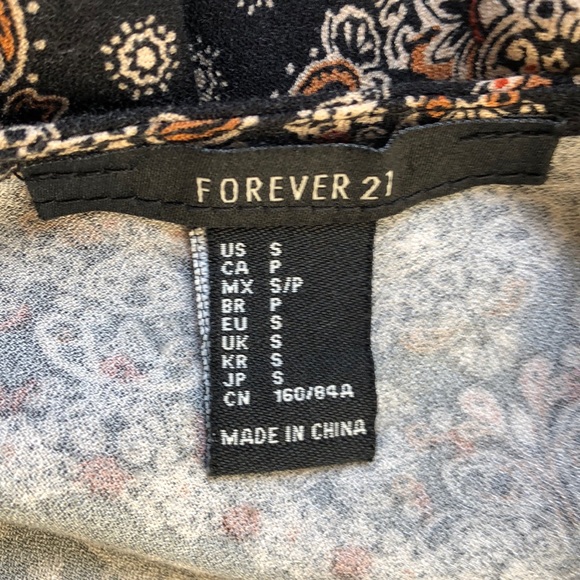 FOREVER 21
US S
CA P
MX S/P
BR P
EU S
UK S
KR S
JP S
CN 160/84A
MADE IN CHINA